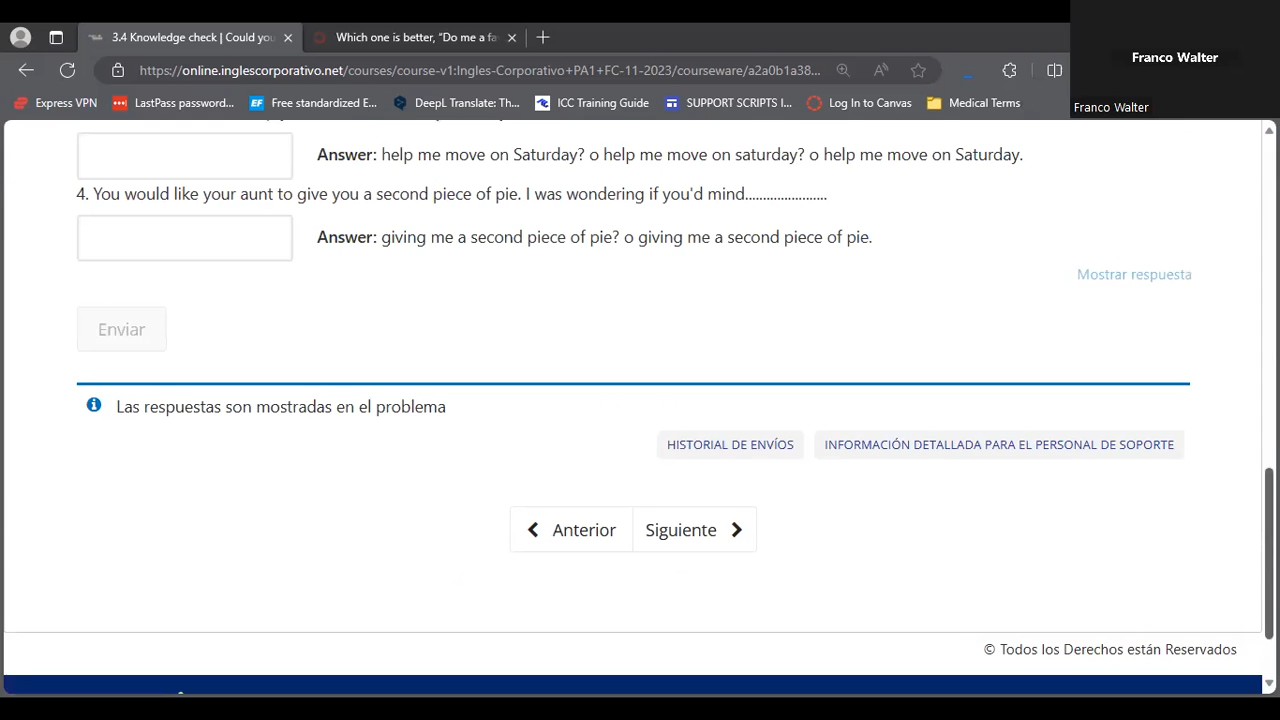 3.4 Knowledge check | Could you
Which one is better, "Do me a fa
https://online.inglescorporativo.net/courses/course-v1:Ingles-Corporativo+PA1+FC-11-2023/courseware/a2a0b1a38...
Franco Walter
Franco Walter
Express VPN
LastPass password...
Free standardized E...
DeepL Translate: Th...
ICC Training Guide
SUPPORT SCRIPTS I...
Log In to Canvas
Medical Terms
Answer: help me move on Saturday? o help me move on saturday? o help me move on Saturday.
4. You would like your aunt to give you a second piece of pie. I was wondering if you'd mind......................
Answer: giving me a second piece of pie? o giving me a second piece of pie.
Mostrar respuesta
Enviar
Las respuestas son mostradas en el problema
HISTORIAL DE ENVÍOS
INFORMACIÓN DETALLADA PARA EL PERSONAL DE SOPORTE
Anterior
Siguiente
© Todos los Derechos están Reservados